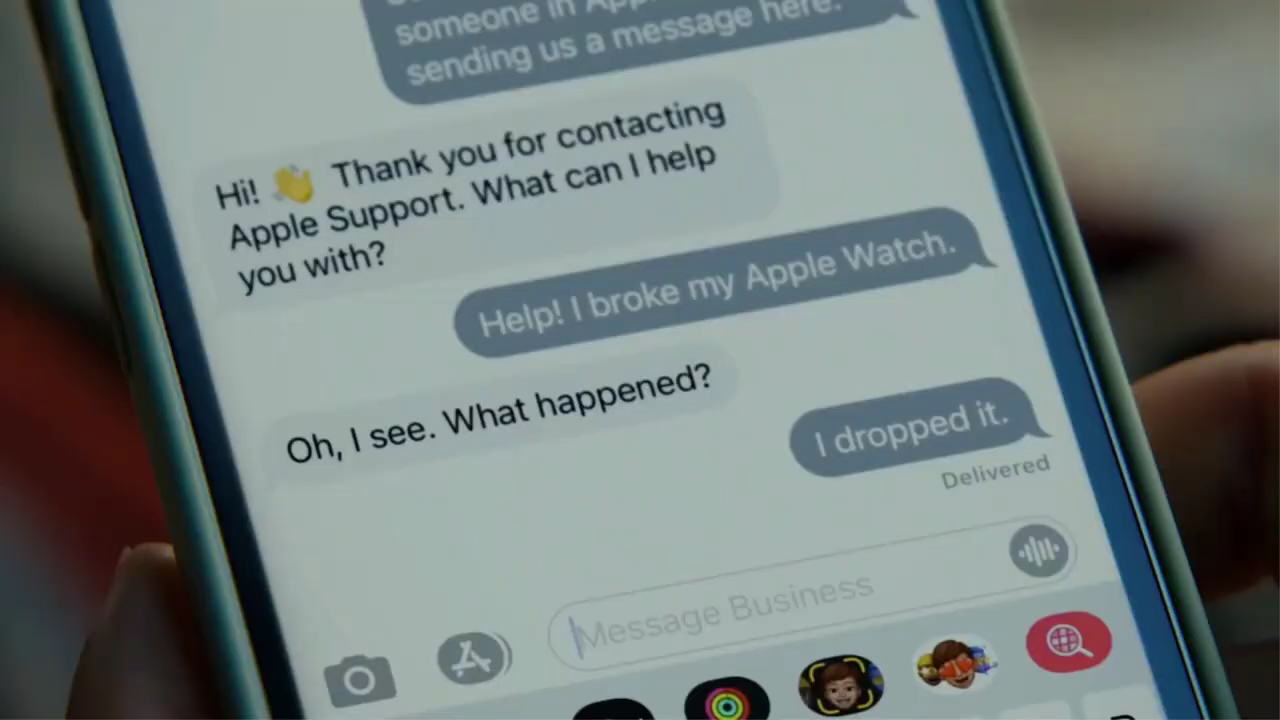 someone in
sending us a message here.
Hi! 👋 Thank you for contacting
Apple Support. What can I help
you with?
Help! I broke my Apple Watch.
Oh, I see. What happened?
I dropped it.
Delivered
Message Business